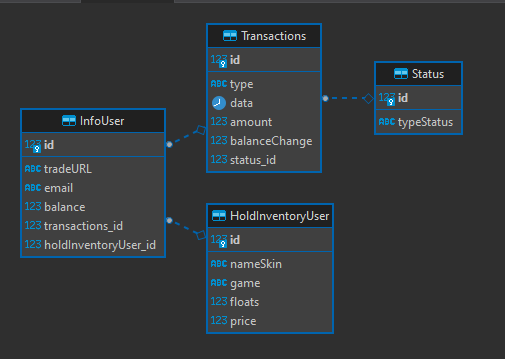 Transactions
123 id
ABC type
data
123 amount
123 balanceChange
123 status_id
Status
123 id
ABC typeStatus
InfoUser
123 id
ABC tradeURL
ABC email
123 balance
123 transactions_id
123 holdInventoryUser_id
HoldInventoryUser
123 id
ABC nameSkin
ABC game
123 floats
123 price